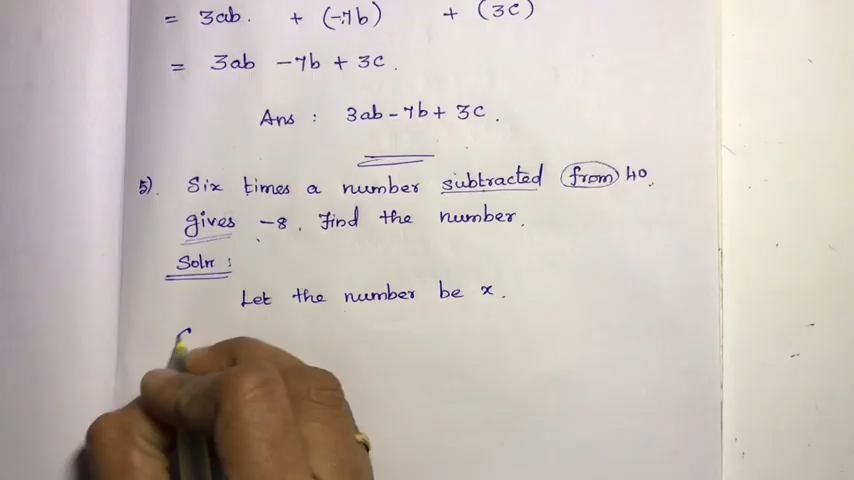 = 3ab. + (-7b) + (3c)
= 3ab -7b + 3c.
Ans : 3ab - 7b + 3c.
5). Six times a number subtracted from 40.
gives -8. Find the number.
Soln :
Let the number be x.